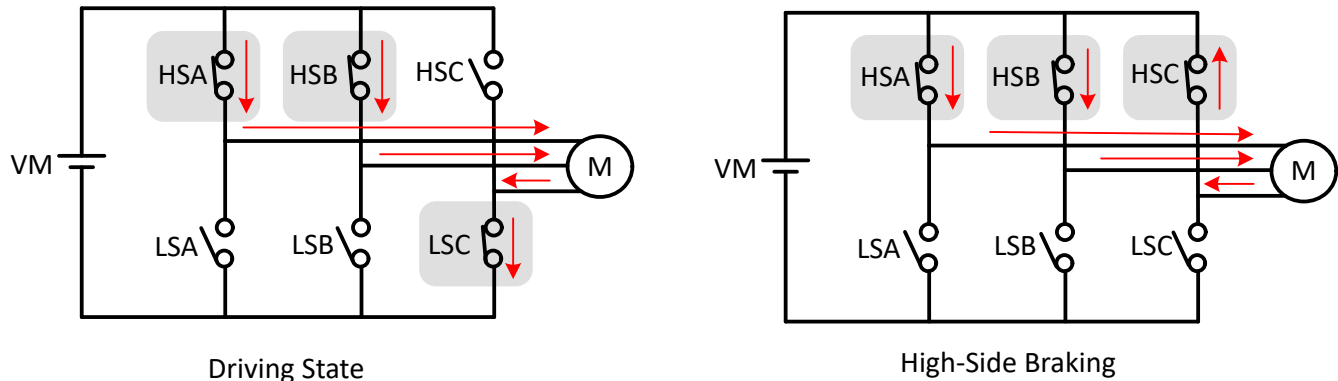 HSA
HSB
HSC
VM
M
LSA
LSB
LSC
Driving State
HSA
HSB
HSC
VM
M
LSA
LSB
LSC
High-Side Braking